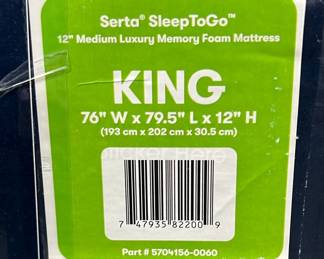 Serta® SleepToGo™
12" Medium Luxury Memory Foam Mattress
KING
76" W x 79.5" L x 12" H
(193 cm x 202 cm x 30.5 cm)
Here
7 47935 82200 9
Part # 5704156-0060